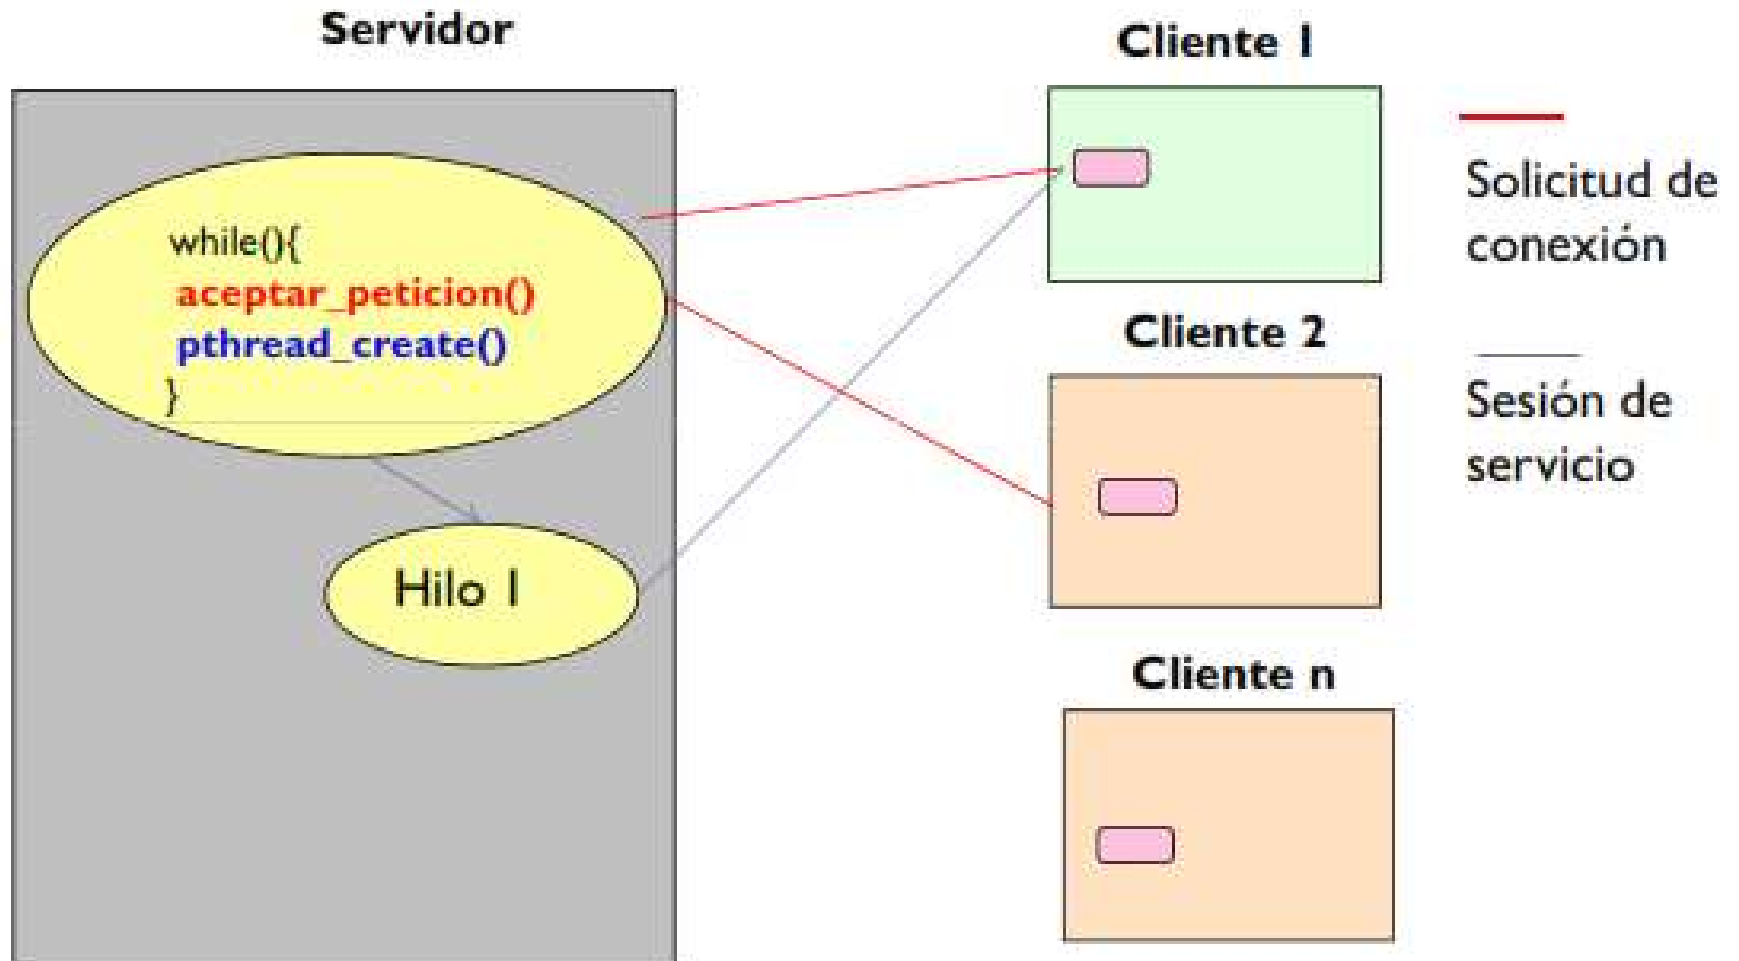 Servidor
while(){
aceptar_peticion()
pthread_create()
}
Hilo 1
Cliente 1
Cliente 2
Cliente n
Solicitud de
conexión
Sesión de
servicio